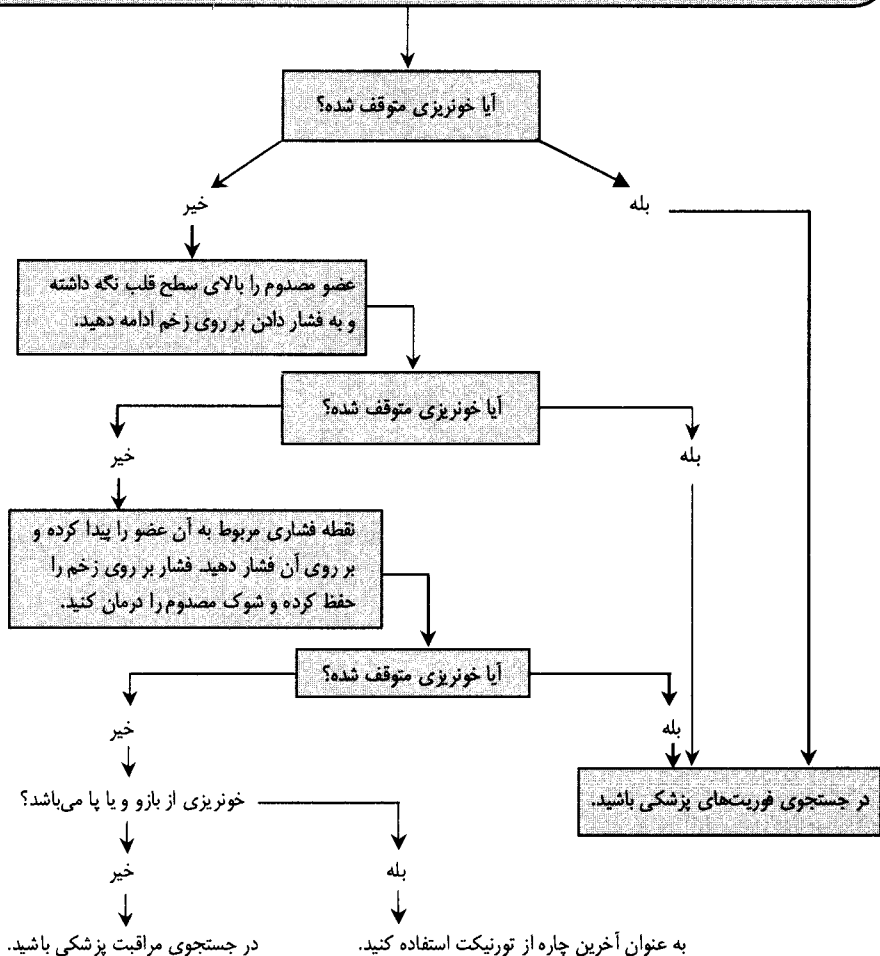 آیا خونریزی متوقف شده؟
بله
خیر
عضو مصدوم را بالای سطح قلب نگه داشته
و به فشار دادن بر روی زخم ادامه دهید.
آیا خونریزی متوقف شده؟
بله
خیر
نقطه فشاری مربوط به آن عضو را پیدا کرده و
بر روی آن فشار دهید. فشار بر روی زخم را
حفظ کرده و شوک مصدوم را درمان کنید.
آیا خونریزی متوقف شده؟
بله
خیر
در جستجوی فوریت‌های پزشکی باشید.
خونریزی از بازو و یا پا می‌باشد؟
بله
خیر
به عنوان آخرین چاره از تورنیکت استفاده کنید.
در جستجوی مراقبت پزشکی باشید.